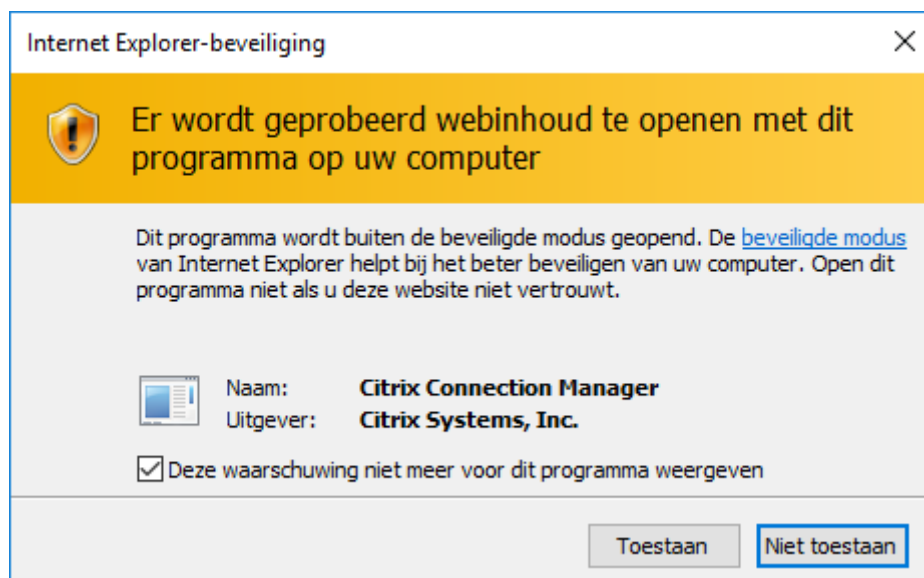 Internet Explorer-beveiliging
Er wordt geprobeerd webinhoud te openen met dit
programma op uw computer
Dit programma wordt buiten de beveiligde modus geopend. De beveiligde modus
van Internet Explorer helpt bij het beter beveiligen van uw computer. Open dit
programma niet als u deze website niet vertrouwt.
Naam: Citrix Connection Manager
Uitgever: Citrix Systems, Inc.
Deze waarschuwing niet meer voor dit programma weergeven
Toestaan Niet toestaan